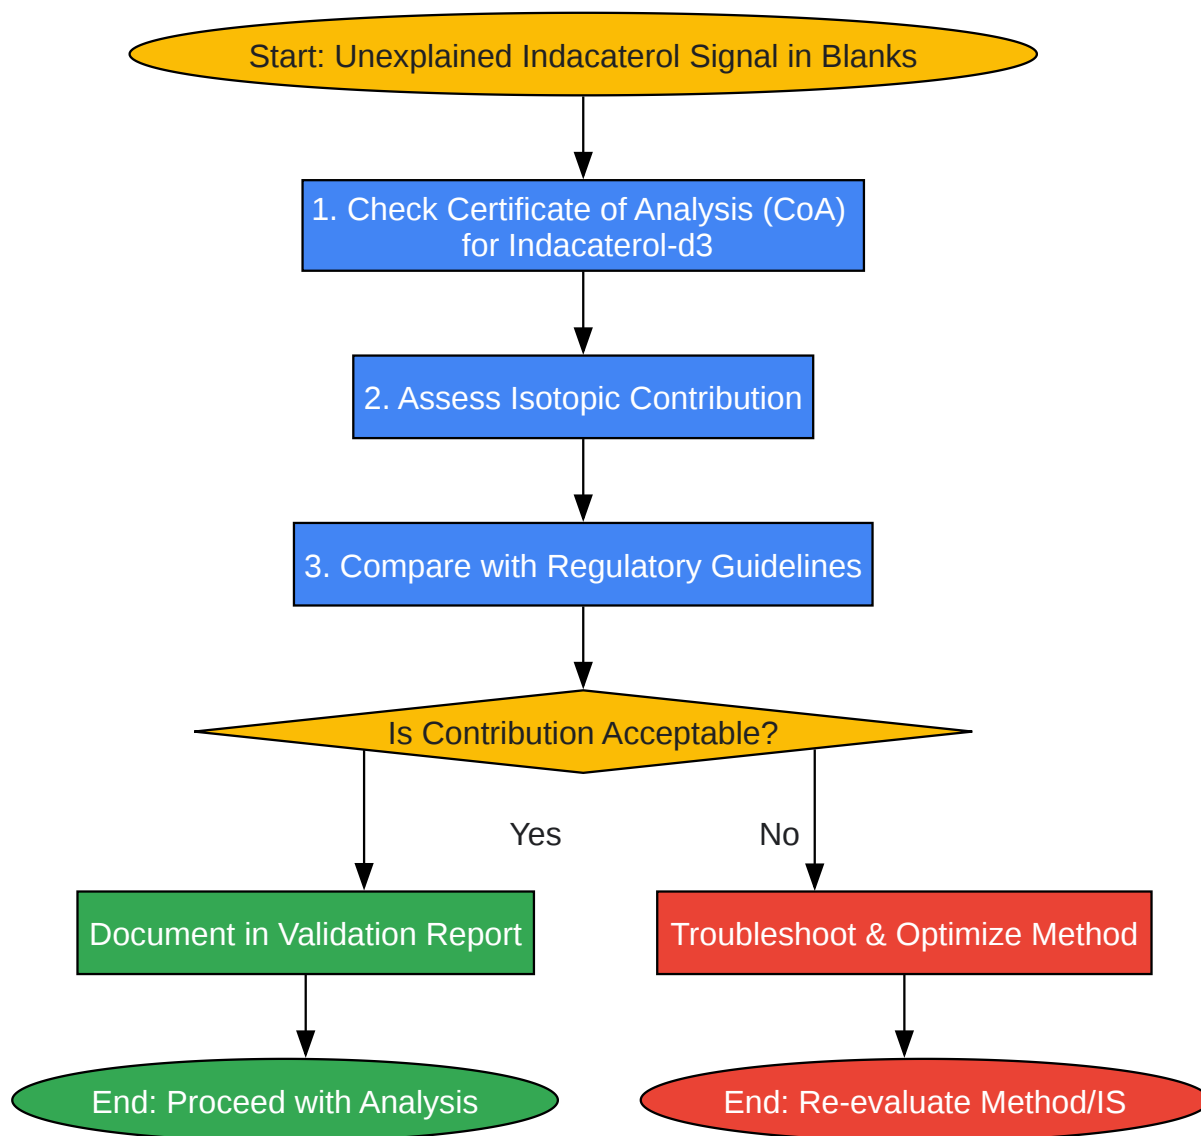 Start: Unexplained Indacaterol Signal in Blanks
1. Check Certificate of Analysis (CoA)
for Indacaterol-d3
2. Assess Isotopic Contribution
3. Compare with Regulatory Guidelines
Is Contribution Acceptable?
Yes
No
Document in Validation Report
Troubleshoot & Optimize Method
End: Proceed with Analysis
End: Re-evaluate Method/IS